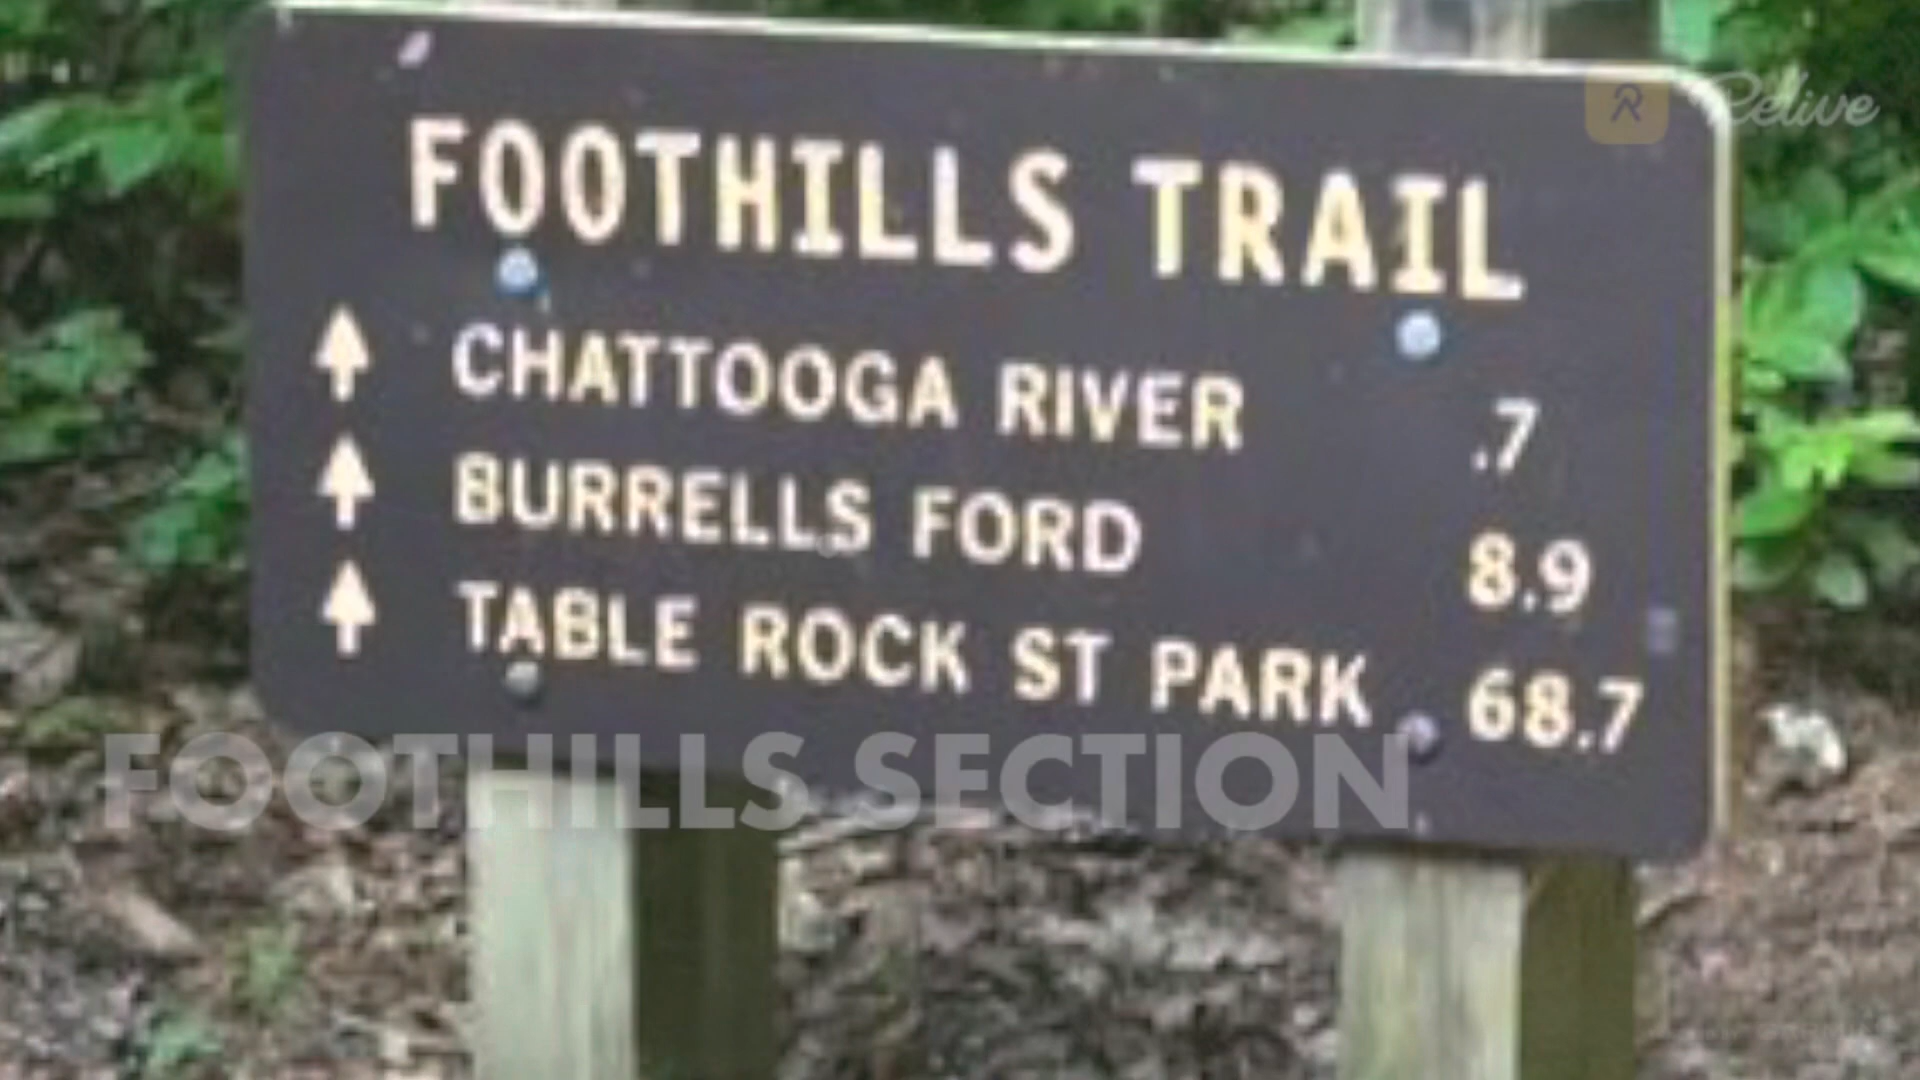 Relive
FOOTHILLS TRAIL
CHATTOOGA RIVER .7
BURRELLS FORD 8.9
TABLE ROCK ST PARK 68.7
FOOTHILLS SECTION